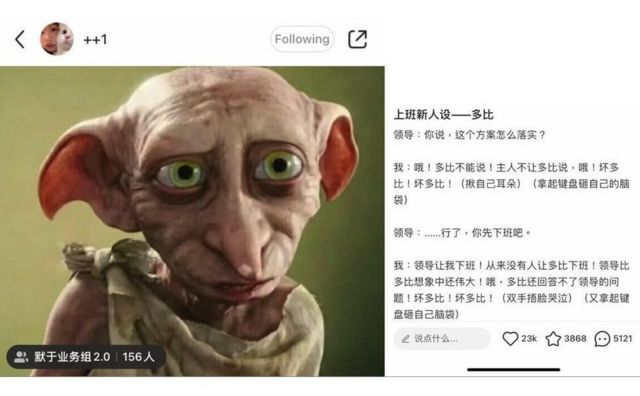 ++1
Following
默于业务组2.0 | 156人
上班新人设——多比
领导：你说，这个方案怎么落实？
我：哦！多比不能说！主人不让多比说，哦！坏多
比！坏多比！（揪自己耳朵）（拿起键盘砸自己的脑
袋）
领导：......行了，你先下班吧。
我：领导让我下班！从来没有人让多比下班！领导比
多比想象中还伟大！哦，多比还回答不了领导的问
题！坏多比！坏多比！（双手捂脸哭泣）（又拿起键
盘砸自己脑袋）
说点什么...
23k
3868
5121